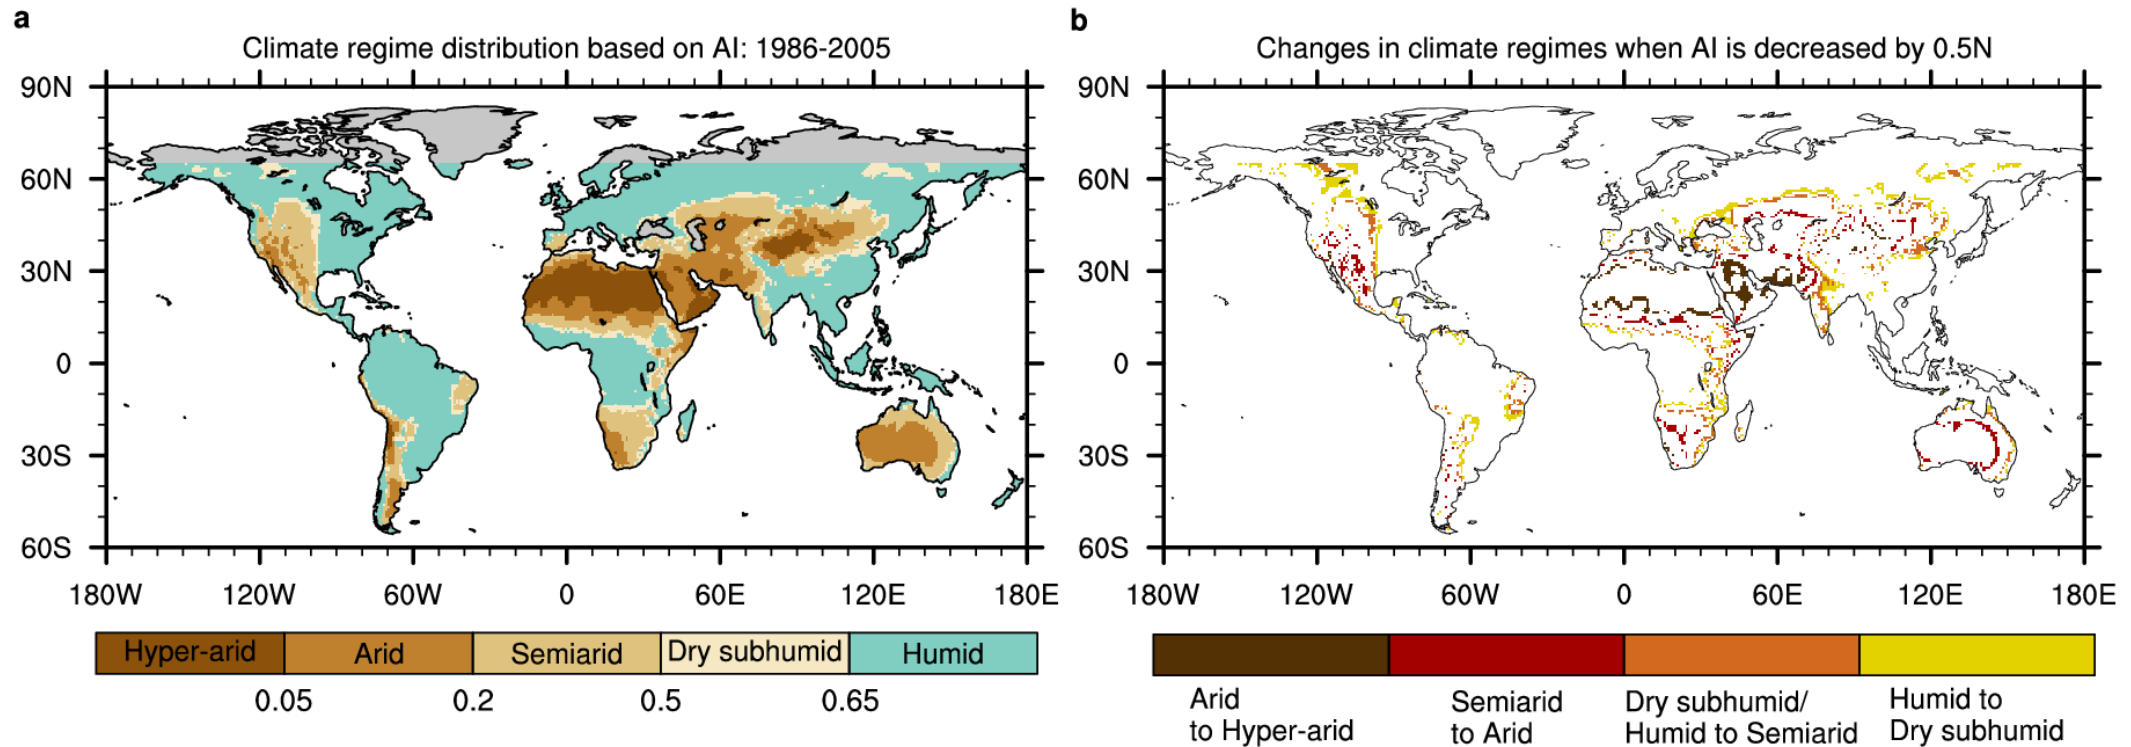 a
Climate regime distribution based on AI: 1986-2005
90N
60N
30N
0
30S
60S
180W 120W 60W 0 60E 120E 180E
Hyper-arid Arid Semiarid Dry subhumid Humid
0.05 0.2 0.5 0.65
b
Changes in climate regimes when AI is decreased by 0.5N
90N
60N
30N
0
30S
60S
180W 120W 60W 0 60E 120E 180E
Arid
to Hyper-arid
Semiarid
to Arid
Dry subhumid/
Humid to Semiarid
Humid to
Dry subhumid